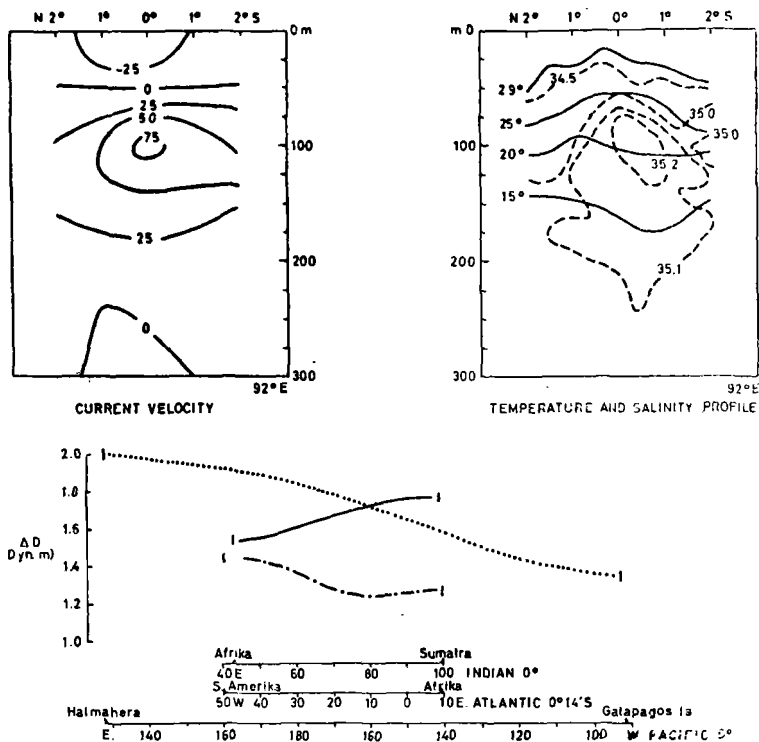 N 2° 1° 0° 1° 2° S
0 m
-25
0
25
50
75
100
25
200
0
300
92°E
CURRENT VELOCITY
N 2° 1° 0° 1° 2° S
m 0
34.5
29°
35.0
25°
35.0
100
20°
35.2
15°
200
35.1
300
92°E
TEMPERATURE AND SALINITY PROFILE
2.0
1.8
ΔD
Dyn. m)
1.6
1.4
1.2
1.0
Afrika Sumatra
40 E 60 80 100 INDIAN 0°
S. Amerika Afrika
50 W 40 30 20 10 0 10 E. ATLANTIC 0°14'S
Halmahera Galapagos Is
E. 140 160 180 160 140 120 100 W PACIFIC 0°